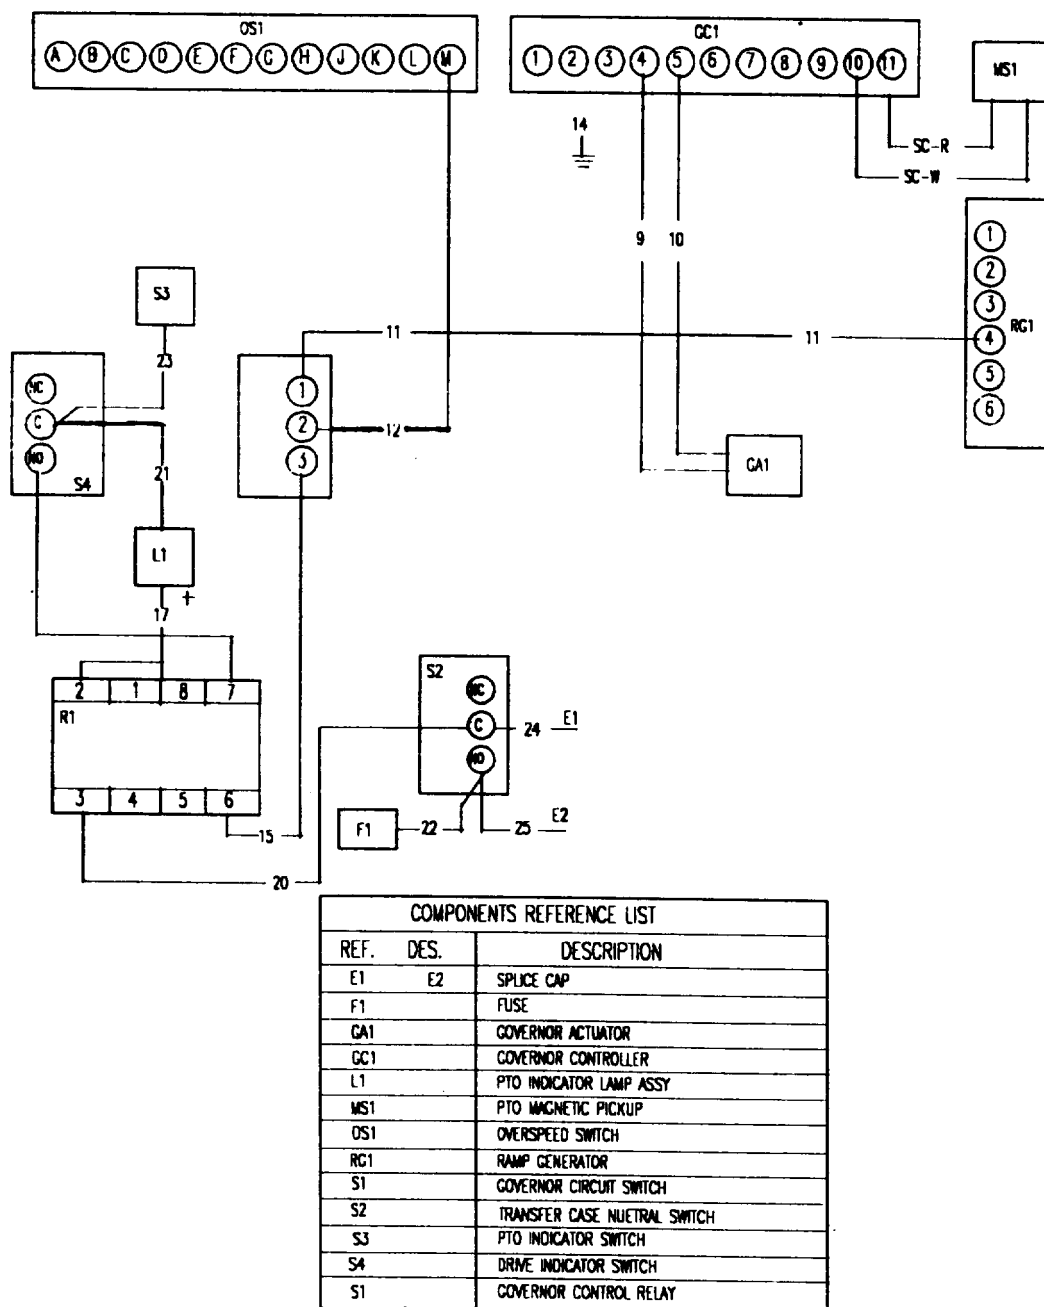 OS1
A B C D E F G H J K L M
GC1
1 2 3 4 5 6 7 8 9 10 11
MS1
14
SC-R
SC-W
9 10
1
2
3
4
5
6
RG1
S3
11
11
23
NC
C
NO
S4
1
2
3
12
21
GA1
L1
+
17
2 1 8 7
R1
3 4 5 6
S2
NC
C
NO
24 E1
15
F1
22
25 E2
20
COMPONENTS REFERENCE LIST
REF. DES. DESCRIPTION
E1 E2 SPLICE CAP
F1 FUSE
GA1 GOVERNOR ACTUATOR
GC1 GOVERNOR CONTROLLER
L1 PTO INDICATOR LAMP ASSY
MS1 PTO MAGNETIC PICKUP
OS1 OVERSPEED SWITCH
RG1 RAMP GENERATOR
S1 GOVERNOR CIRCUIT SWITCH
S2 TRANSFER CASE NUETRAL SWITCH
S3 PTO INDICATOR SWITCH
S4 DRIVE INDICATOR SWITCH
S1 GOVERNOR CONTROL RELAY